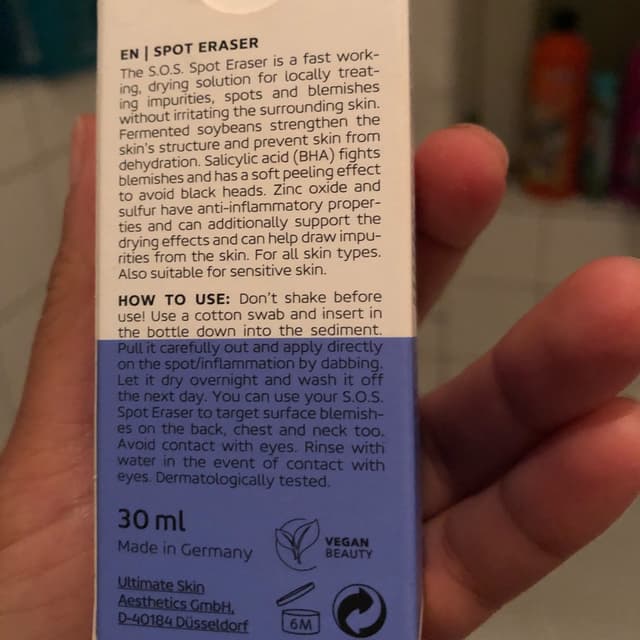 EN | SPOT ERASER
The S.O.S. Spot Eraser is a fast work-
ing, drying solution for locally treat-
ing impurities, spots and blemishes
without irritating the surrounding skin.
Fermented soybeans strengthen the
skin's structure and prevent skin from
dehydration. Salicylic acid (BHA) fights
blemishes and has a soft peeling effect
to avoid black heads. Zinc oxide and
sulfur have anti-inflammatory proper-
ties and can additionally support the
drying effects and can help draw impu-
rities from the skin. For all skin types.
Also suitable for sensitive skin.
HOW TO USE: Don't shake before
use! Use a cotton swab and insert in
the bottle down into the sediment.
Pull it carefully out and apply directly
on the spot/inflammation by dabbing.
Let it dry overnight and wash it off
the next day. You can use your S.O.S.
Spot Eraser to target surface blemish-
es on the back, chest and neck too.
Avoid contact with eyes. Rinse with
water in the event of contact with
eyes. Dermatologically tested.
30 ml
Made in Germany
VEGAN
BEAUTY
Ultimate Skin
Aesthetics GmbH,
D-40184 Düsseldorf
6M